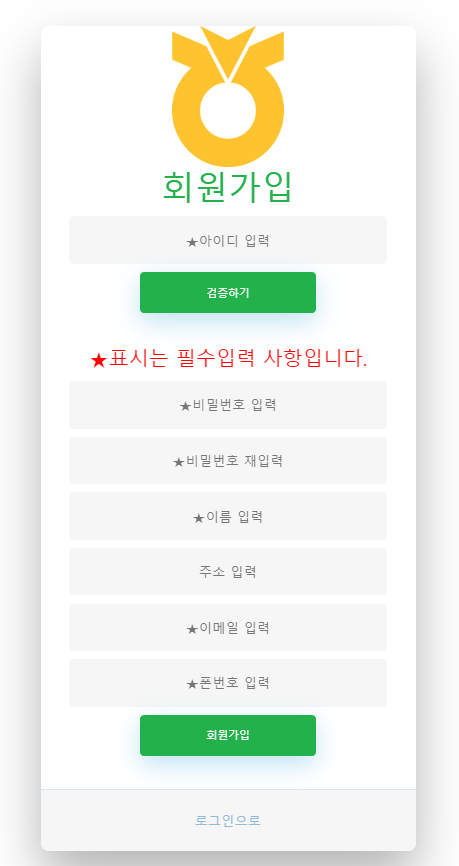 회원가입
★아이디 입력
검증하기
★표시는 필수입력 사항입니다.
★비밀번호 입력
★비밀번호 재입력
★이름 입력
주소 입력
★이메일 입력
★폰번호 입력
회원가입
로그인으로